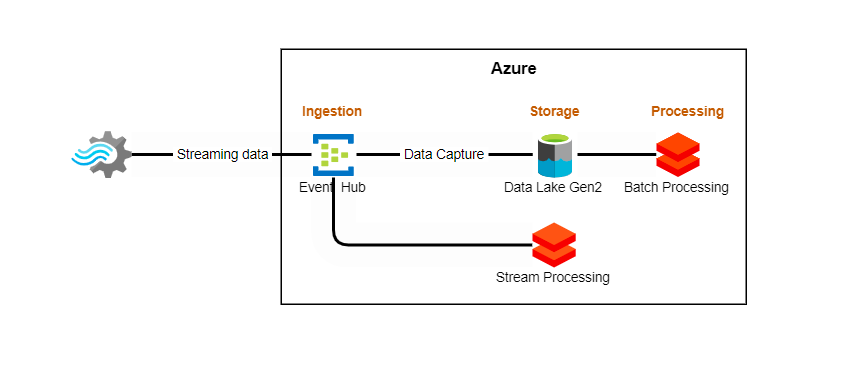 Azure
Ingestion
Storage
Processing
Streaming data
Data Capture
Event Hub
Data Lake Gen2
Batch Processing
Stream Processing